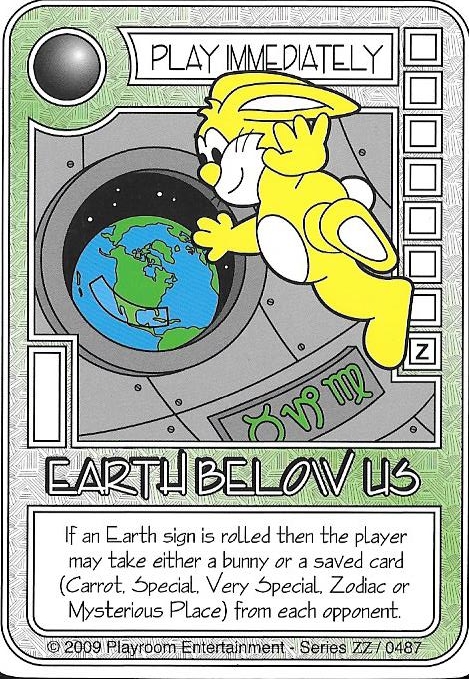 PLAY IMMEDIATELY
Z
♉ ♑ ♍
EARTH BELOW US
If an Earth sign is rolled then the player
may take either a bunny or a saved card
(Carrot, Special, Very Special, Zodiac or
Mysterious Place) from each opponent.
© 2009 Playroom Entertainment - Series ZZ / 0487